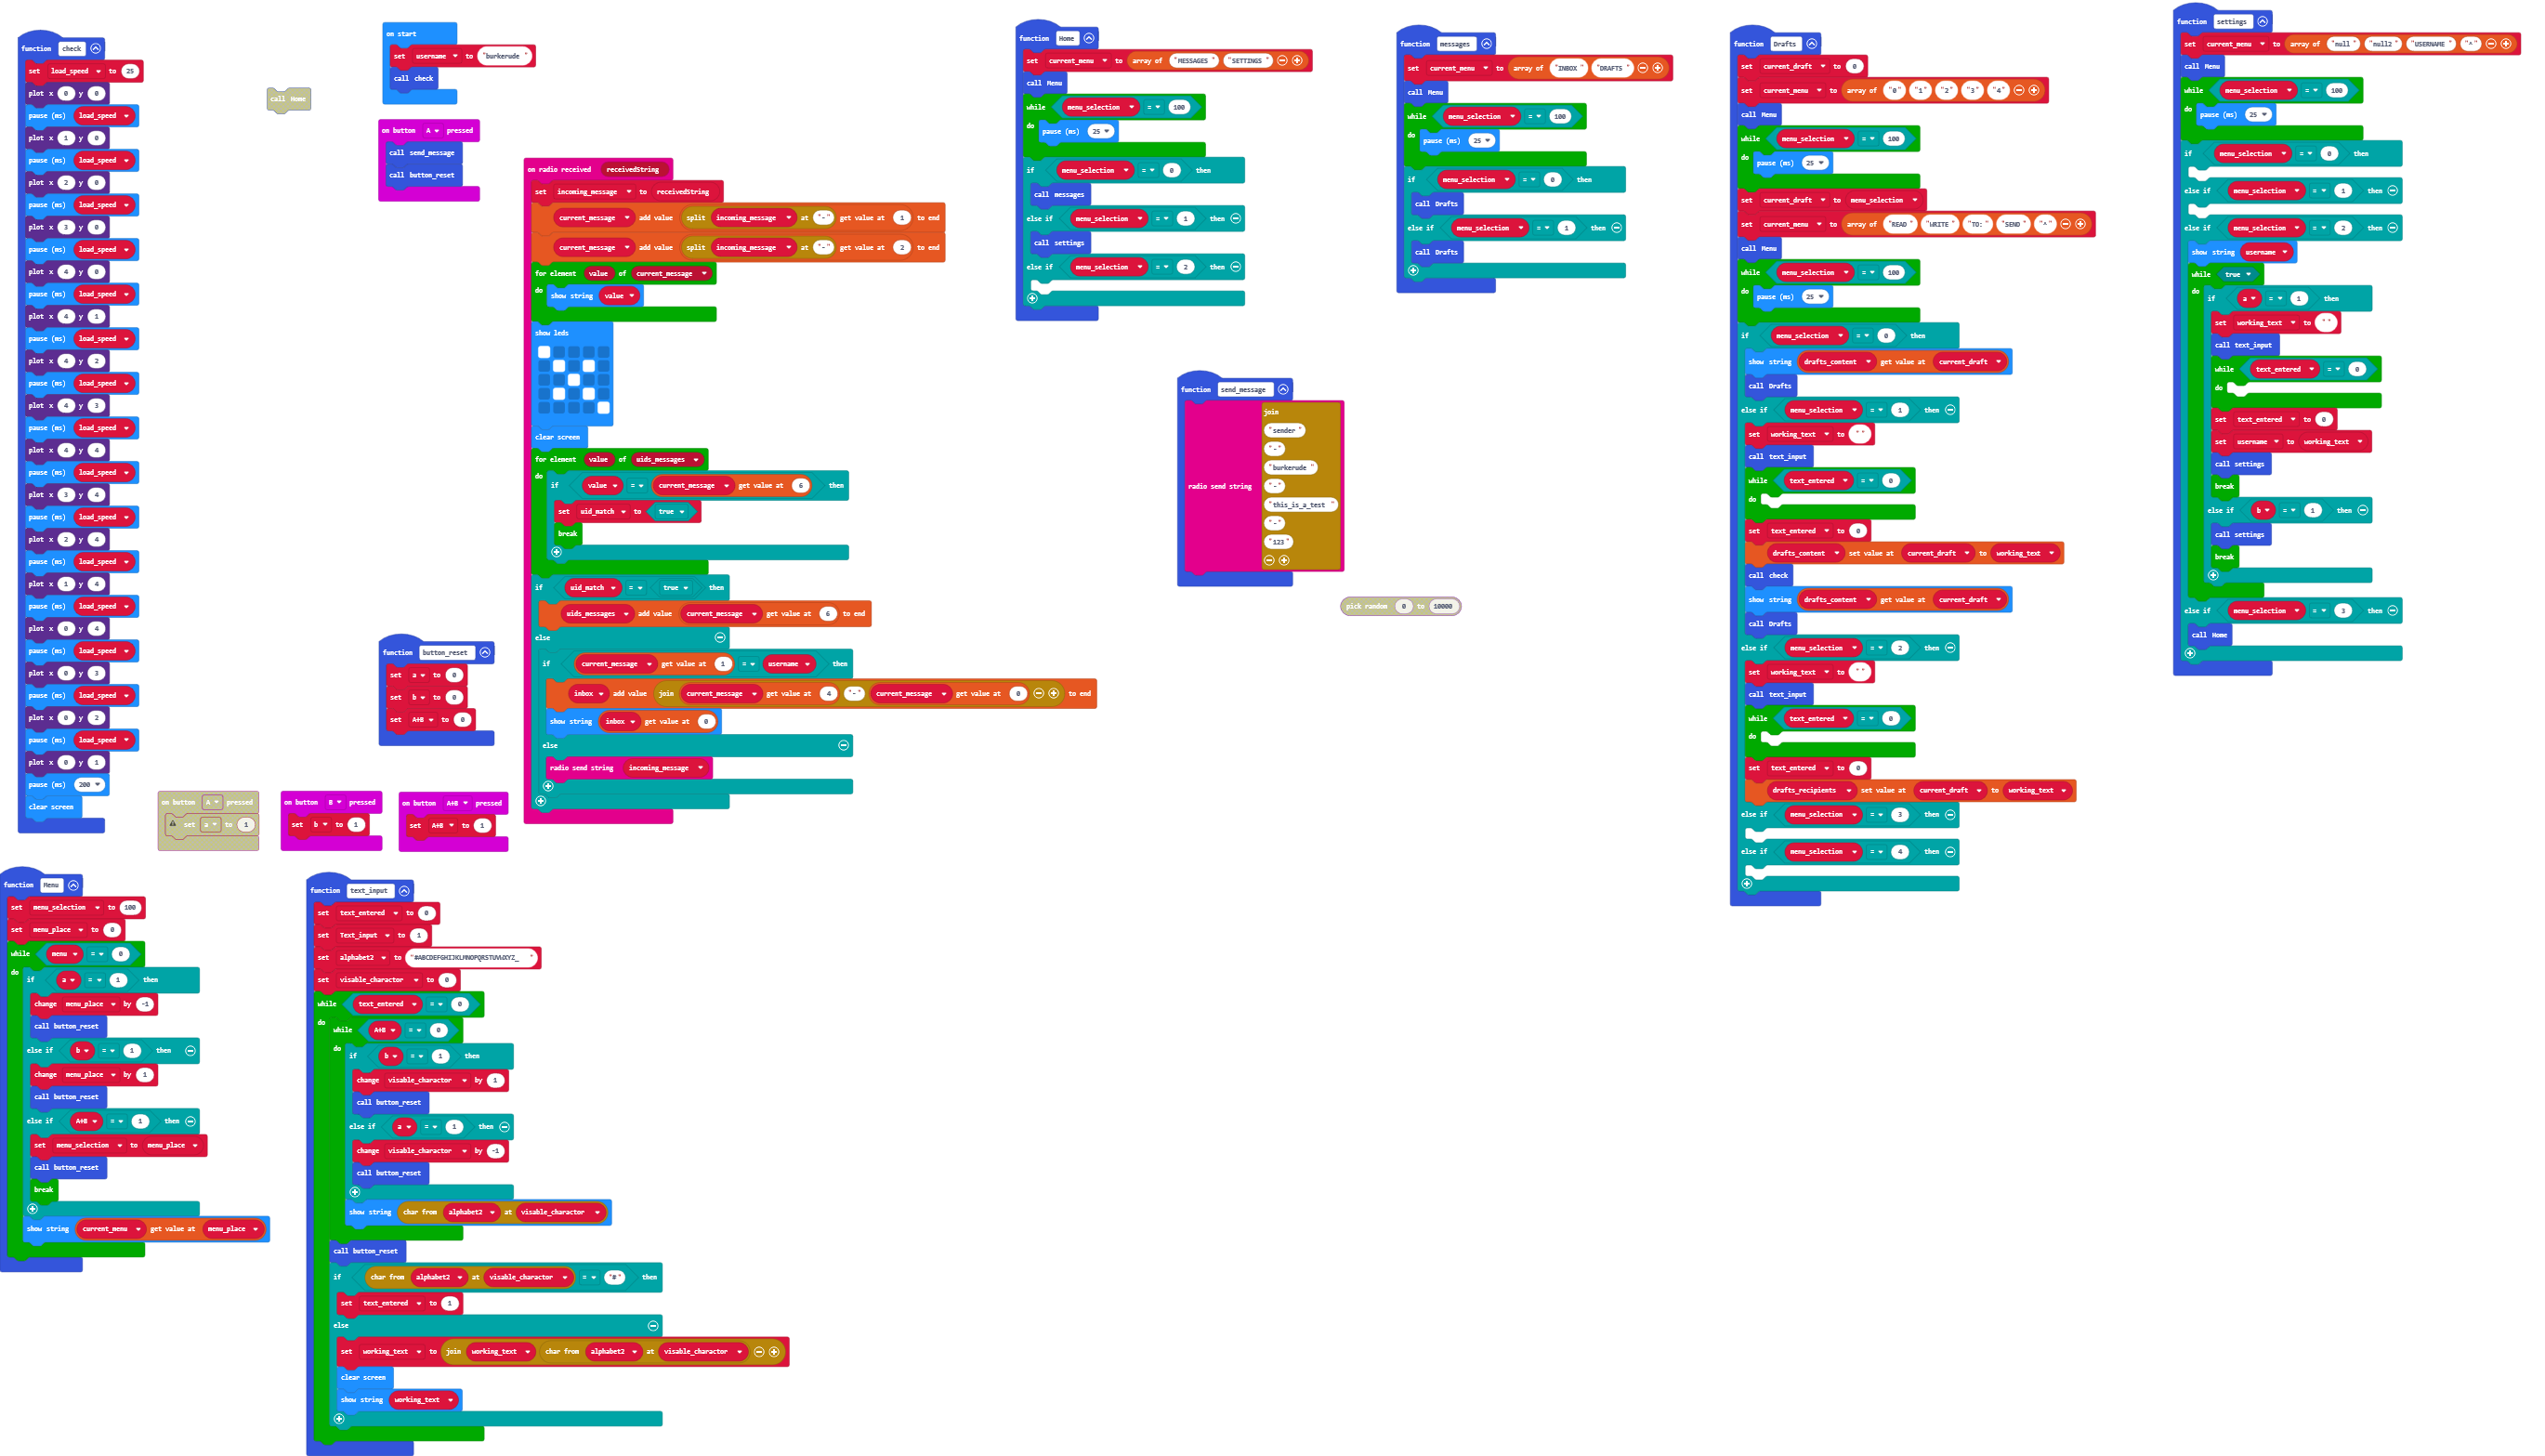 function check
set load_speed to 25
plot x 0 y 0
pause (ms) load_speed
plot x 1 y 0
pause (ms) load_speed
plot x 2 y 0
pause (ms) load_speed
plot x 3 y 0
pause (ms) load_speed
plot x 4 y 0
pause (ms) load_speed
plot x 4 y 1
pause (ms) load_speed
plot x 4 y 2
pause (ms) load_speed
plot x 4 y 3
pause (ms) load_speed
plot x 4 y 4
pause (ms) load_speed
plot x 3 y 4
pause (ms) load_speed
plot x 2 y 4
pause (ms) load_speed
plot x 1 y 4
pause (ms) load_speed
plot x 0 y 4
pause (ms) load_speed
plot x 0 y 3
pause (ms) load_speed
plot x 0 y 2
pause (ms) load_speed
plot x 0 y 1
pause (ms) 200
clear screen
call Home
on start
set username to "burkerude"
call check
on button A pressed
call send_message
call button_reset
on radio received receivedString
set incoming_message to receivedString
current_message add value split incoming_message at "-" get value at 1 to end
current_message add value split incoming_message at "-" get value at 2 to end
for element value of current_message
do
show string value
show leds
clear screen
for element value of uids_messages
do
if value = current_message get value at 6 then
set uid_match to true
break
if uid_match = true then
uids_messages add value current_message get value at 6 to end
else
if current_message get value at 1 = username then
inbox add value join current_message get value at 4 "-" current_message get value at 0 to end
show string inbox get value at 0
else
radio send string incoming_message
function button_reset
set a to 0
set b to 0
set A+B to 0
on button A pressed
set a to 1
on button B pressed
set b to 1
on button A+B pressed
set A+B to 1
function Menu
set menu_selection to 100
set menu_place to 0
while menu = 0
do
if a = 1 then
change menu_place by -1
call button_reset
else if b = 1 then
change menu_place by 1
call button_reset
else if A+B = 1 then
set menu_selection to menu_place
call button_reset
break
show string current_menu get value at menu_place
function text_input
set text_entered to 0
set Text_input to 1
set alphabet2 to "#ABCDEFGHIJKLMNOPQRSTUVWXYZ_ "
set visable_charactor to 0
while text_entered = 0
do
while A+B = 0
do
if b = 1 then
change visable_charactor by 1
call button_reset
else if a = 1 then
change visable_charactor by -1
call button_reset
show string char from alphabet2 at visable_charactor
call button_reset
if char from alphabet2 at visable_charactor = "#" then
set text_entered to 1
else
set working_text to join working_text char from alphabet2 at visable_charactor
clear screen
show string working_text
function Home
set current_menu to array of "MESSAGES" "SETTINGS"
call Menu
while menu_selection = 100
do
pause (ms) 25
if menu_selection = 0 then
call messages
else if menu_selection = 1 then
call settings
else if menu_selection = 2 then
function messages
set current_menu to array of "INBOX" "DRAFTS"
call Menu
while menu_selection = 100
do
pause (ms) 25
if menu_selection = 0 then
call Drafts
else if menu_selection = 1 then
call Drafts
function send_message
radio send string
join
"sender"
"-"
"burkerude"
"-"
"this_is_a_test"
"-"
"123"
pick random 0 to 10000
function Drafts
set current_draft to 0
set current_menu to array of "0" "1" "2" "3" "4"
call Menu
while menu_selection = 100
do
pause (ms) 25
set current_draft to menu_selection
set current_menu to array of "READ" "WRITE" "TO:" "SEND" "^"
call Menu
while menu_selection = 100
do
pause (ms) 25
if menu_selection = 0 then
show string drafts_content get value at current_draft
call Drafts
else if menu_selection = 1 then
set working_text to ""
call text_input
while text_entered = 0
do
set text_entered to 0
drafts_content set value at current_draft to working_text
call check
show string drafts_content get value at current_draft
call Drafts
else if menu_selection = 2 then
set working_text to ""
call text_input
while text_entered = 0
do
set text_entered to 0
drafts_recipients set value at current_draft to working_text
else if menu_selection = 3 then
else if menu_selection = 4 then
function settings
set current_menu to array of "null" "null2" "USERNAME" "^"
call Menu
while menu_selection = 100
do
pause (ms) 25
if menu_selection = 0 then
else if menu_selection = 1 then
else if menu_selection = 2 then
show string username
while true
do
if a = 1 then
set working_text to ""
call text_input
while text_entered = 0
do
set text_entered to 0
set username to working_text
call settings
break
else if b = 1 then
call settings
break
else if menu_selection = 3 then
call Home